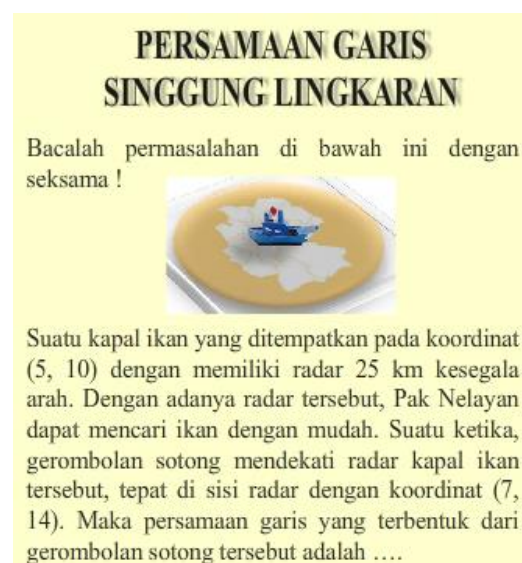 PERSAMAAN GARIS
SINGGUNG LINGKARAN
Bacalah permasalahan di bawah ini dengan
seksama !
Suatu kapal ikan yang ditempatkan pada koordinat
(5, 10) dengan memiliki radar 25 km kesegala
arah. Dengan adanya radar tersebut, Pak Nelayan
dapat mencari ikan dengan mudah. Suatu ketika,
gerombolan sotong mendekati radar kapal ikan
tersebut, tepat di sisi radar dengan koordinat (7,
14). Maka persamaan garis yang terbentuk dari
gerombolan sotong tersebut adalah ….